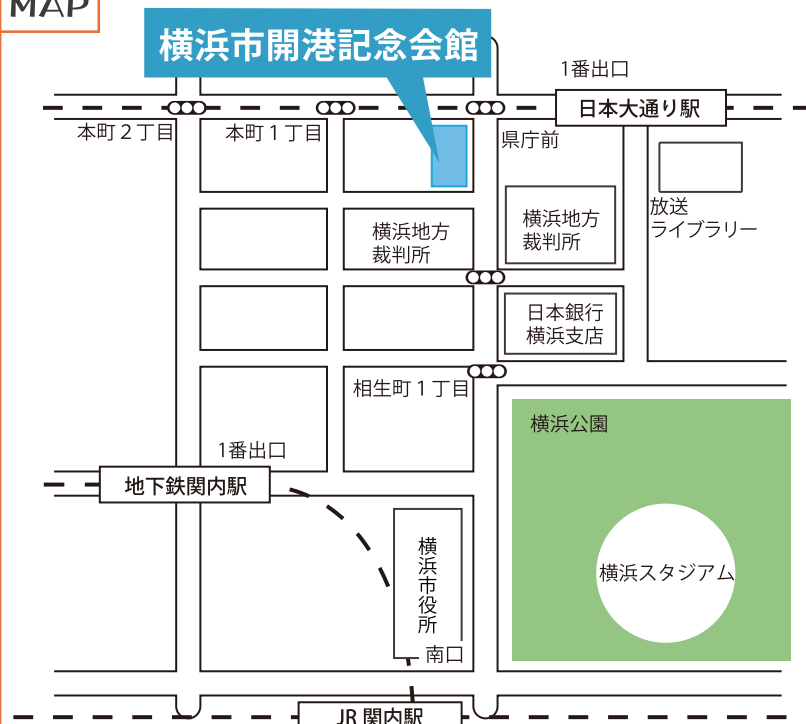 MAP
横浜市開港記念会館
1番出口
日本大通り駅
本町2丁目
本町1丁目
県庁前
放送
ライブラリー
横浜地方
裁判所
横浜地方
裁判所
日本銀行
横浜支店
相生町1丁目
横浜公園
1番出口
地下鉄関内駅
横浜市役所
横浜スタジアム
南口
JR関内駅